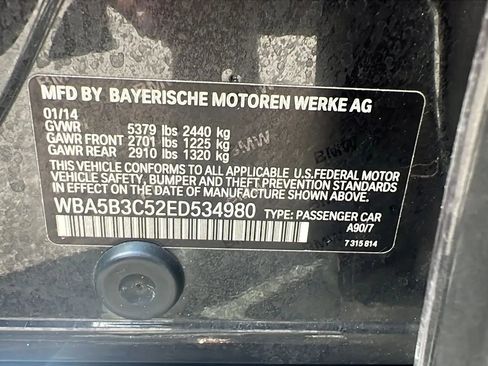 MFD BY BAYERISCHE MOTOREN WERKE AG
01/14
GVWR 5379 lbs 2440 kg
GAWR FRONT 2701 lbs 1225 kg
GAWR REAR 2910 lbs 1320 kg
THIS VEHICLE CONFORMS TO ALL APPLICABLE U.S.FEDERAL MOTOR
VEHICLE SAFETY, BUMPER, AND THEFT PREVENTION STANDARDS
IN EFFECT ON THE DATE OF MANUFACTURE SHOWN ABOVE.
WBA5B3C52ED534980 TYPE: PASSENGER CAR
A90/7
7 315 814